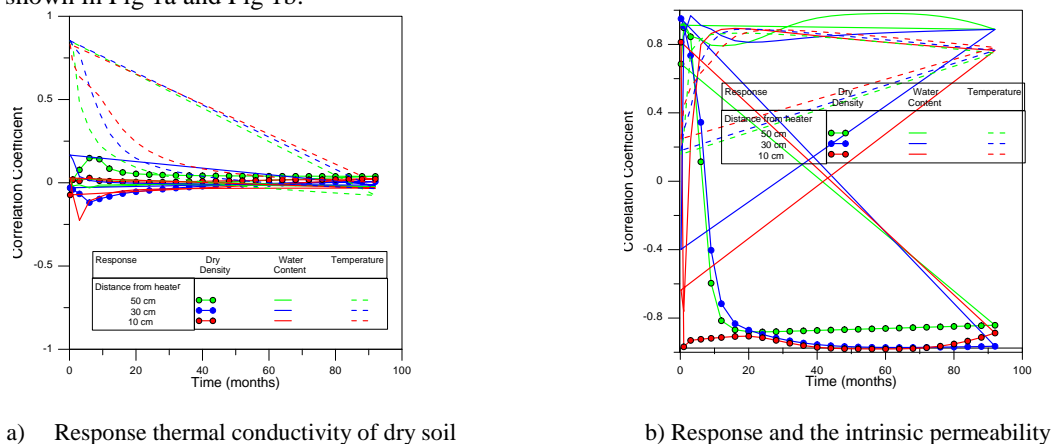 shown in Fig 1a and Fig 1b.
1
0.5
0
-0.5
-1
Correlation Coefficient
0 20 40 60 80 100
Time (months)
Response Dry Density Water Content Temperature
Distance from heater
50 cm
30 cm
10 cm
0.8
0.4
0
-0.4
-0.8
Correlation Coefficient
0 20 40 60 80 100
Time (months)
Response Dry Density Water Content Temperature
Distance from heater
50 cm
30 cm
10 cm
a) Response thermal conductivity of dry soil
b) Response and the intrinsic permeability